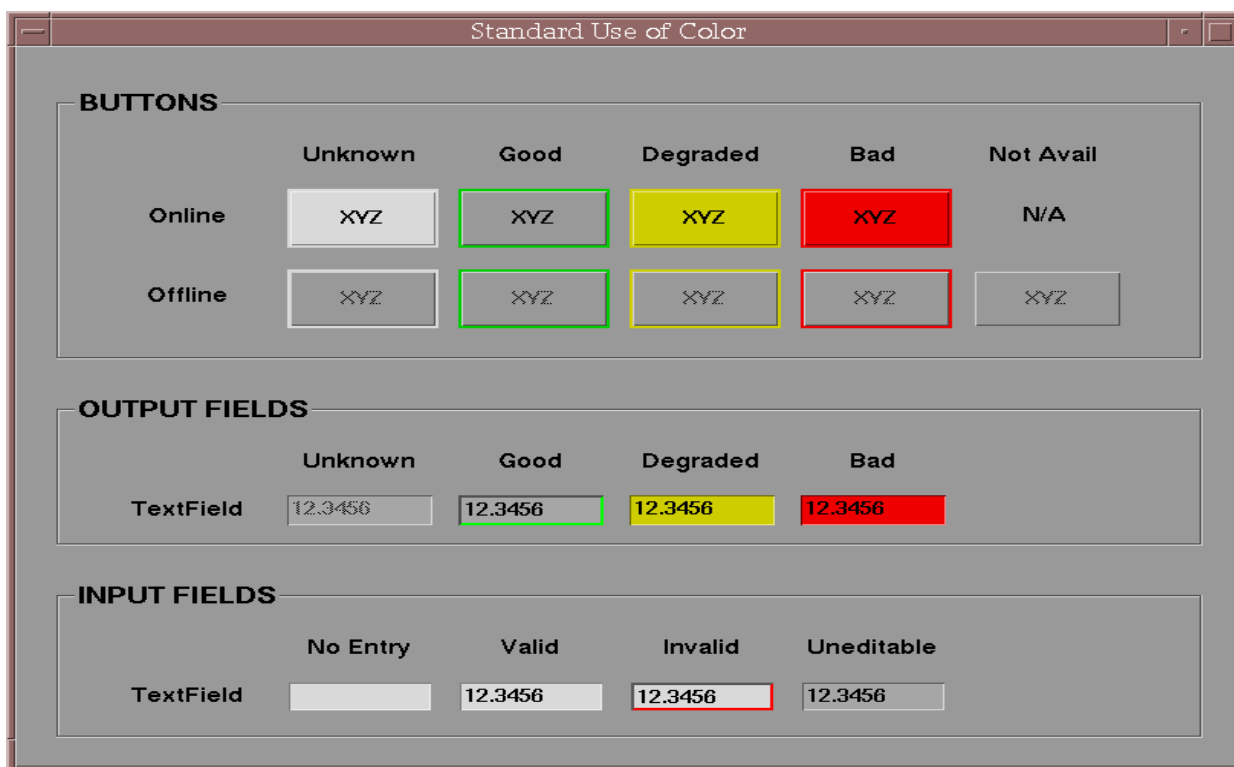 Standard Use of Color
BUTTONS
Unknown Good Degraded Bad Not Avail
Online XYZ XYZ XYZ XYZ N/A
Offline XYZ XYZ XYZ XYZ XYZ
OUTPUT FIELDS
Unknown Good Degraded Bad
TextField 12.3456 12.3456 12.3456 12.3456
INPUT FIELDS
No Entry Valid Invalid Uneditable
TextField 12.3456 12.3456 12.3456